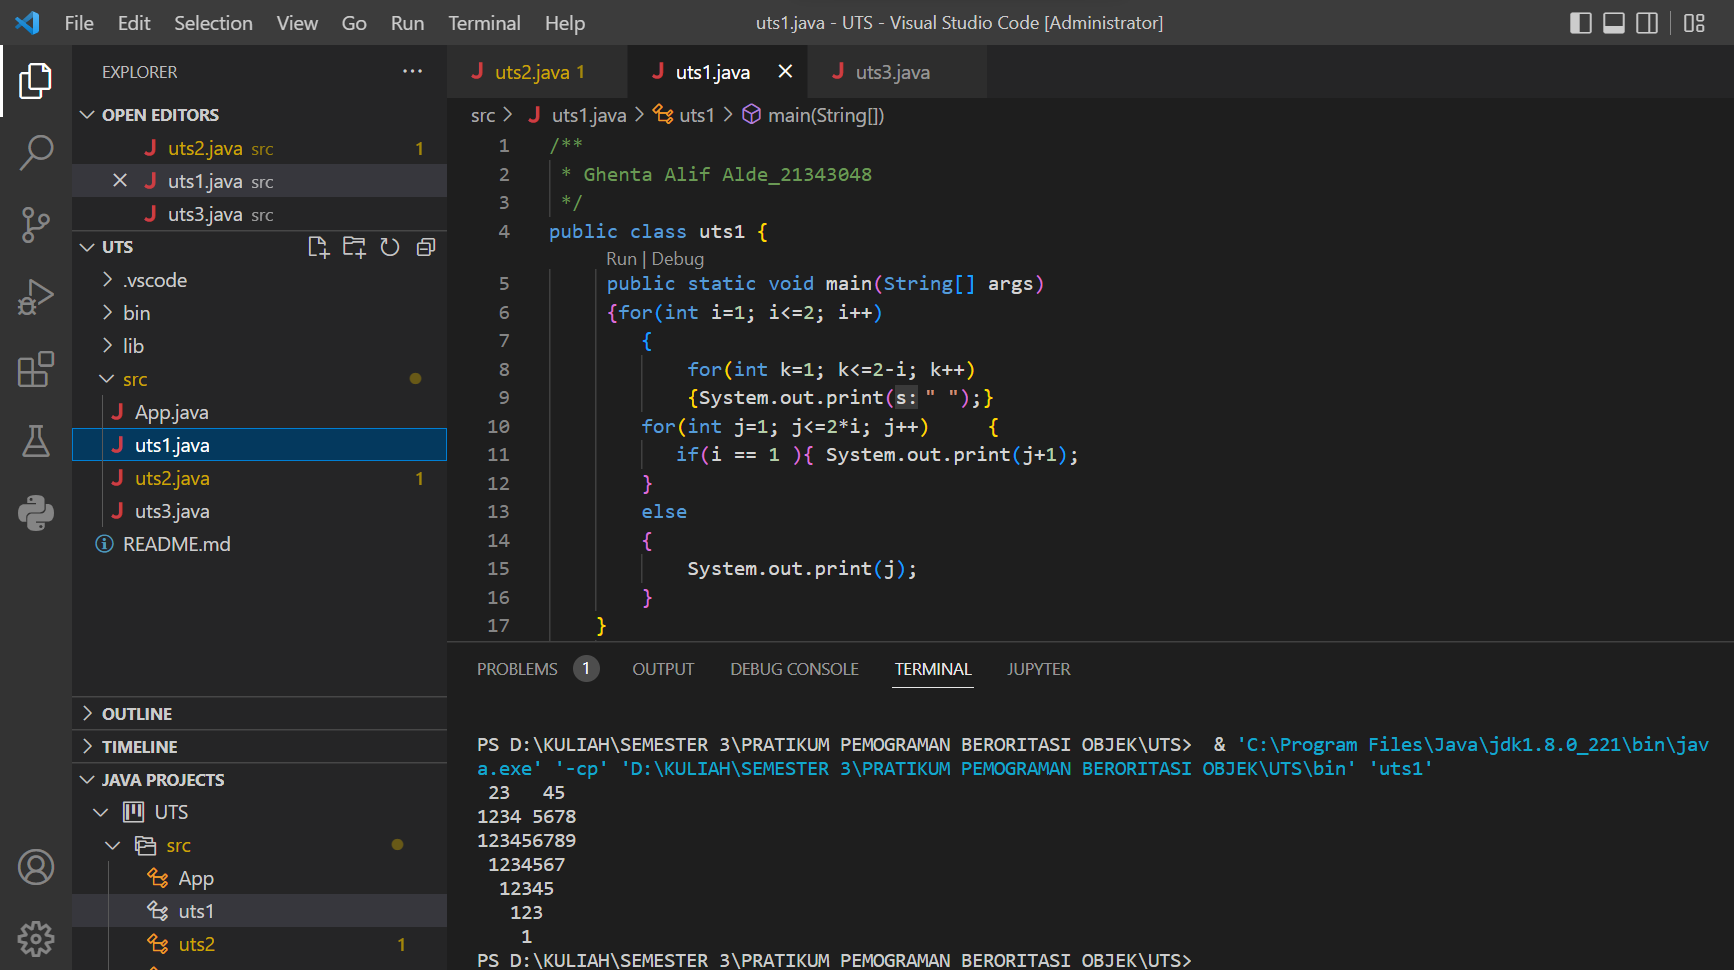 File Edit Selection View Go Run Terminal Help
uts1.java - UTS - Visual Studio Code [Administrator]
EXPLORER
OPEN EDITORS
uts2.java src 1
uts1.java src
uts3.java src
UTS
.vscode
bin
lib
src
App.java
uts1.java
uts2.java 1
uts3.java
README.md
OUTLINE
TIMELINE
JAVA PROJECTS
UTS
src
App
uts1
uts2 1
uts2.java 1
uts1.java
uts3.java
src > uts1.java > uts1 > main(String[])
1 /**
2 * Ghenta Alif Alde_21343048
3 */
4 public class uts1 {
Run | Debug
5 public static void main(String[] args)
6 {for(int i=1; i<=2; i++)
7 {
8 for(int k=1; k<=2-i; k++)
9 {System.out.print(s:" ");}
10 for(int j=1; j<=2*i; j++) {
11 if(i == 1 ){ System.out.print(j+1);
12 }
13 else
14 {
15 System.out.print(j);
16 }
17 }
PROBLEMS 1 OUTPUT DEBUG CONSOLE TERMINAL JUPYTER
PS D:\KULIAH\SEMESTER 3\PRATIKUM PEMOGRAMAN BERORITASI OBJEK\UTS> & 'C:\Program Files\Java\jdk1.8.0_221\bin\jav
a.exe' '-cp' 'D:\KULIAH\SEMESTER 3\PRATIKUM PEMOGRAMAN BERORITASI OBJEK\UTS\bin' 'uts1'
23 45
1234 5678
123456789
1234567
12345
123
1
PS D:\KULIAH\SEMESTER 3\PRATIKUM PEMOGRAMAN BERORITASI OBJEK\UTS>